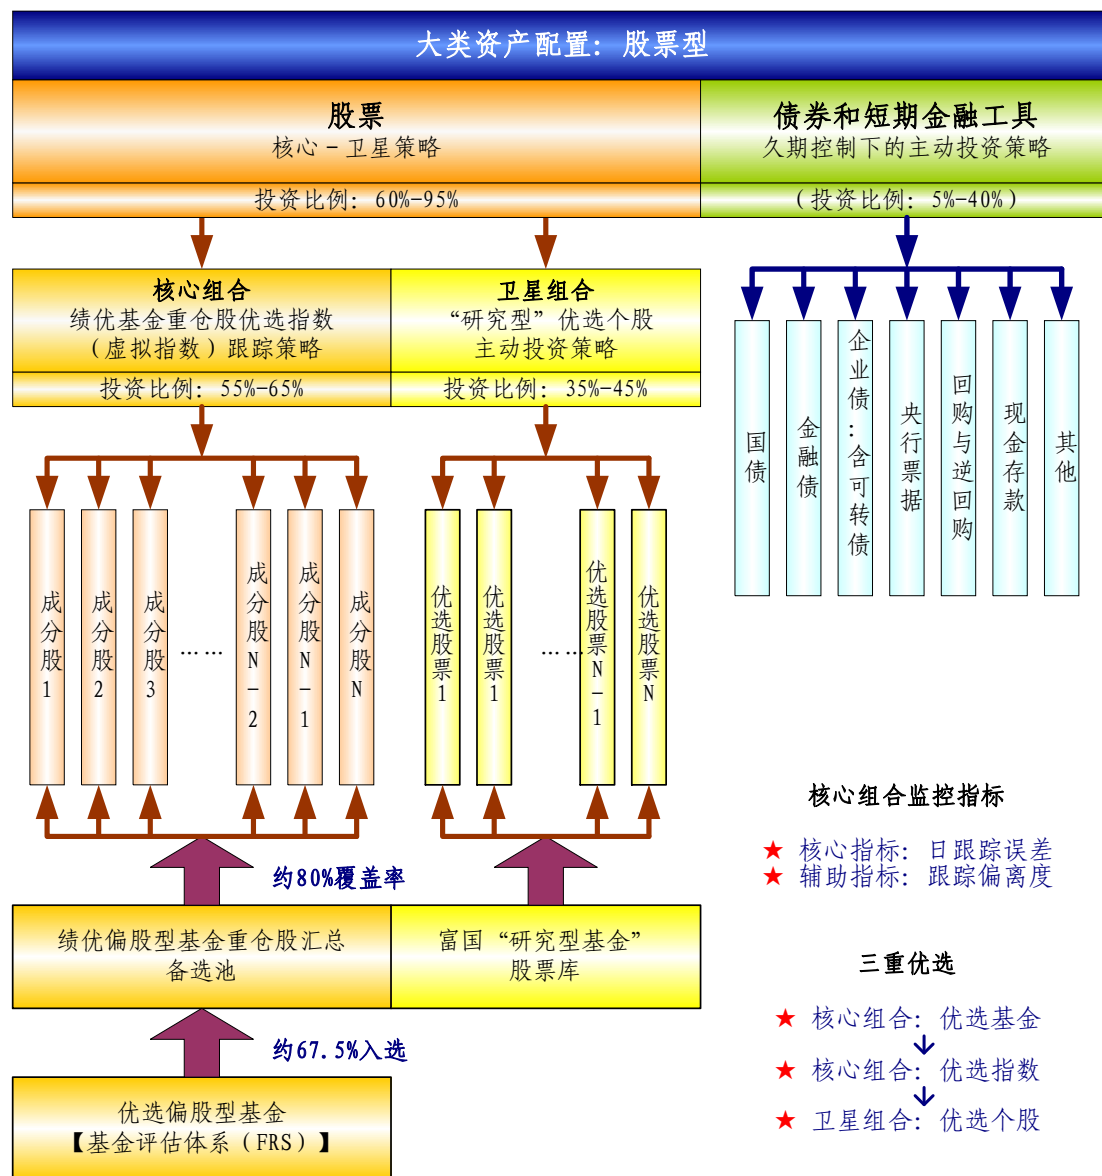 大类资产配置：股票型
股票
核心－卫星策略
投资比例：60%-95%
债券和短期金融工具
久期控制下的主动投资策略
（投资比例：5%-40%）
核心组合
绩优基金重仓股优选指数
（虚拟指数）跟踪策略
投资比例：55%-65%
卫星组合
“研究型”优选个股
主动投资策略
投资比例：35%-45%
国债
金融债
企业债：含可转债
央行票据
回购与逆回购
现金存款
其他
成分股1
成分股2
成分股3
……
成分股N-2
成分股N-1
成分股N
优选股票1
优选股票1
……
优选股票N-1
优选股票N
约80%覆盖率
绩优偏股型基金重仓股汇总
备选池
富国“研究型基金”
股票库
约67.5%入选
优选偏股型基金
【基金评估体系（FRS）】
核心组合监控指标
★ 核心指标：日跟踪误差
★ 辅助指标：跟踪偏离度
三重优选
★ 核心组合：优选基金
★ 核心组合：优选指数
★ 卫星组合：优选个股